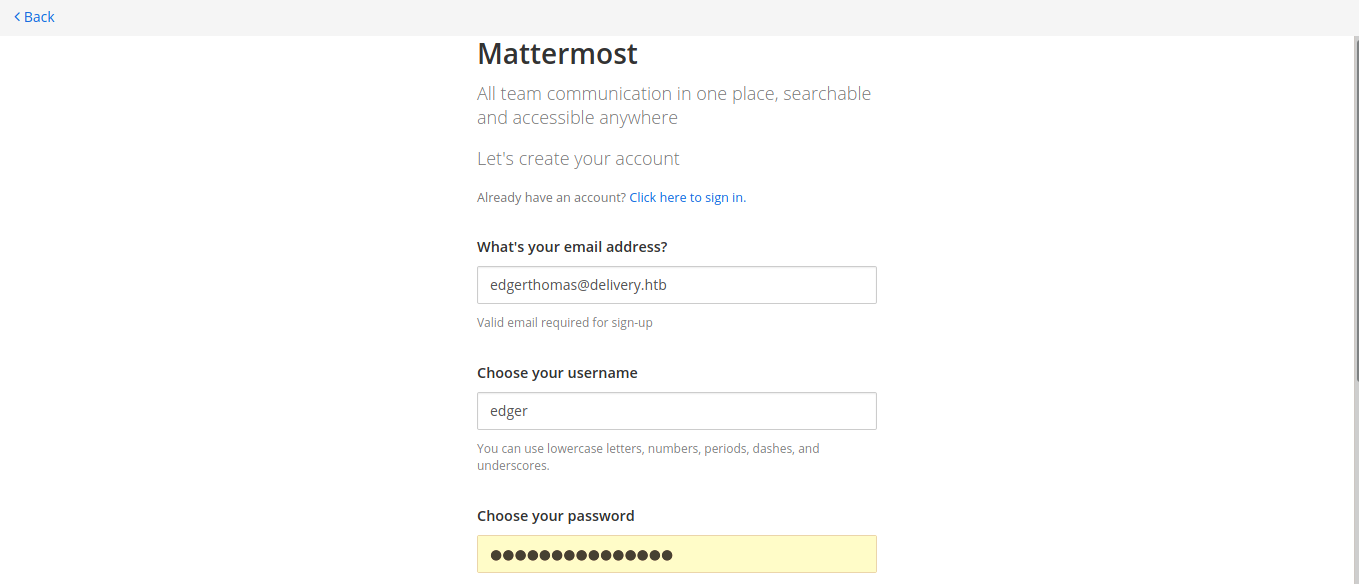 Back
Mattermost
All team communication in one place, searchable
and accessible anywhere
Let's create your account
Already have an account? Click here to sign in.
What's your email address?
edgerthomas@delivery.htb
Valid email required for sign-up
Choose your username
edger
You can use lowercase letters, numbers, periods, dashes, and
underscores.
Choose your password
●●●●●●●●●●●●●●●